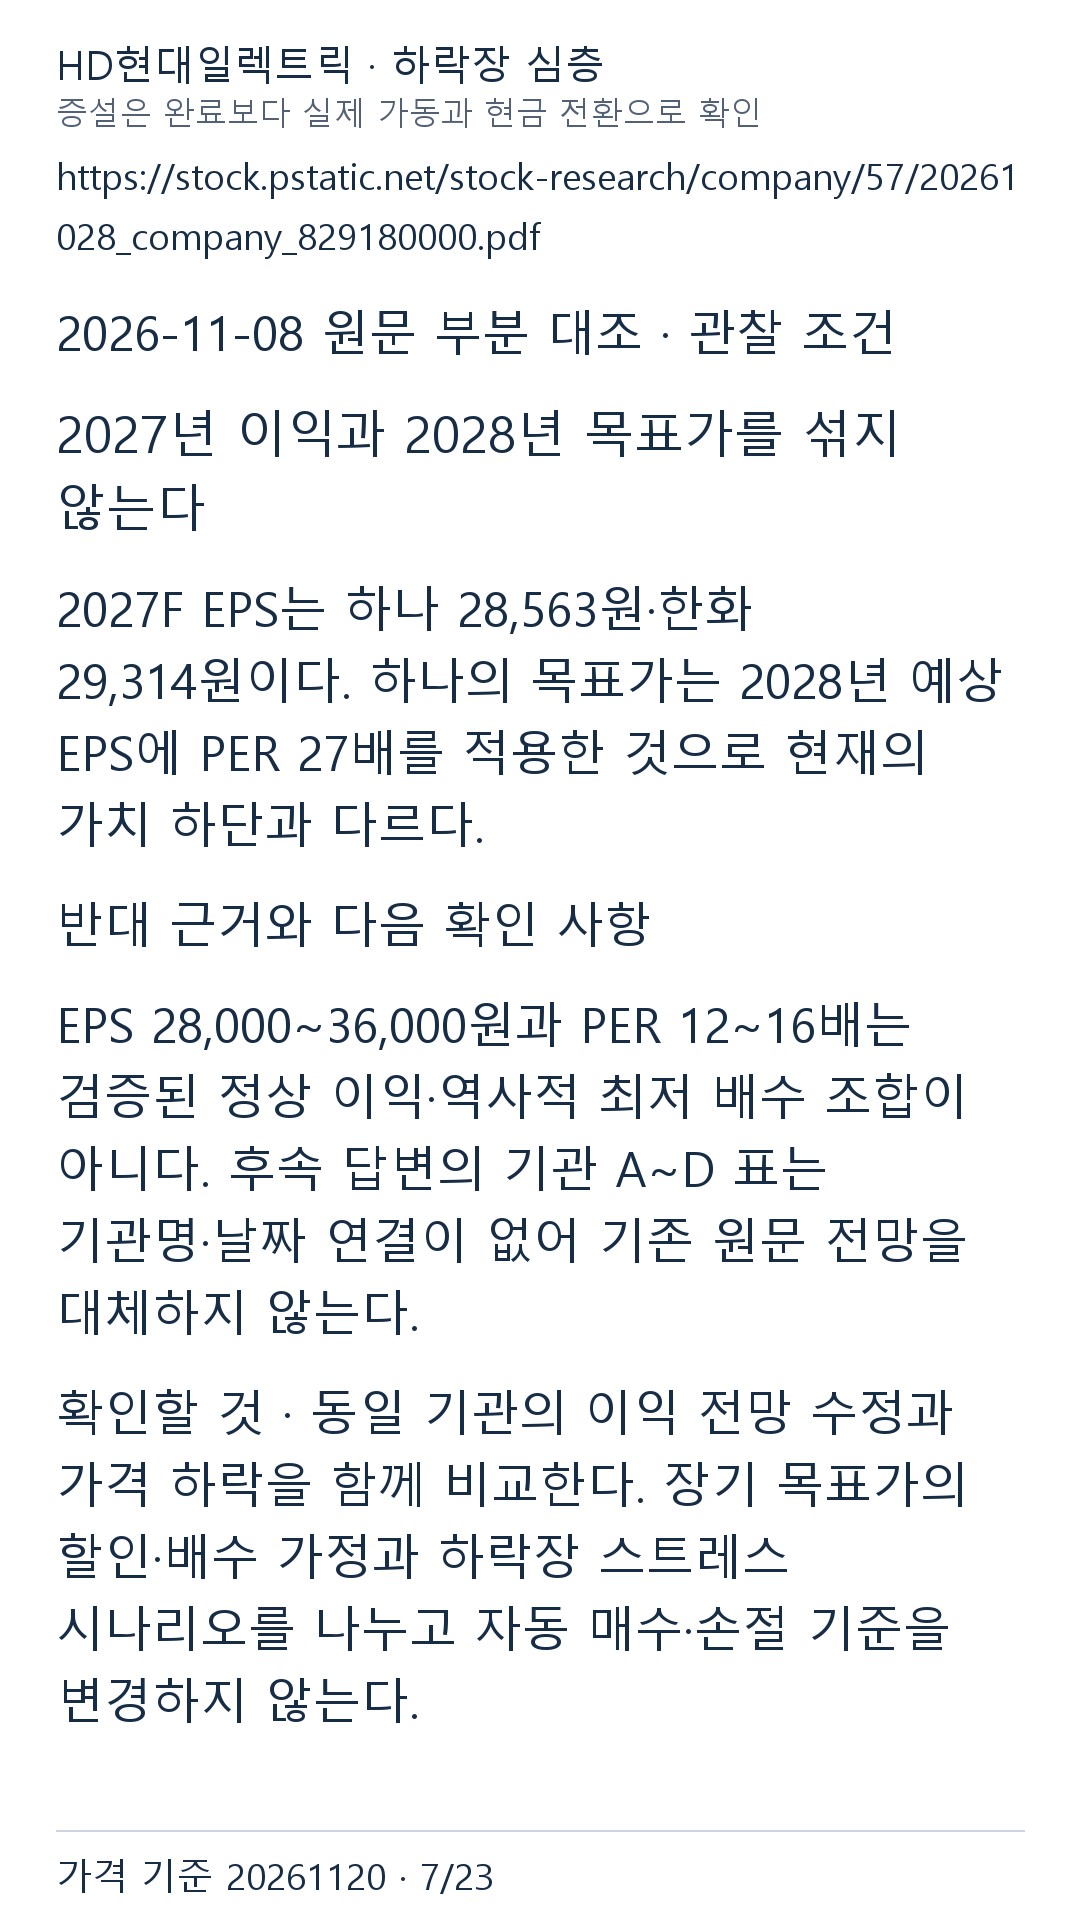 HD현대일렉트릭 · 하락장 심층
증설은 완료보다 실제 가동과 현금 전환으로 확인
https://stock.pstatic.net/stock-research/company/57/20261
028_company_829180000.pdf
2026-11-08 원문 부분 대조 · 관찰 조건
2027년 이익과 2028년 목표가를 섞지
않는다
2027F EPS는 하나 28,563원·한화
29,314원이다. 하나의 목표가는 2028년 예상
EPS에 PER 27배를 적용한 것으로 현재의
가치 하단과 다르다.
반대 근거와 다음 확인 사항
EPS 28,000~36,000원과 PER 12~16배는
검증된 정상 이익·역사적 최저 배수 조합이
아니다. 후속 답변의 기관 A~D 표는
기관명·날짜 연결이 없어 기존 원문 전망을
대체하지 않는다.
확인할 것 · 동일 기관의 이익 전망 수정과
가격 하락을 함께 비교한다. 장기 목표가의
할인·배수 가정과 하락장 스트레스
시나리오를 나누고 자동 매수·손절 기준을
변경하지 않는다.
가격 기준 20261120 · 7/23